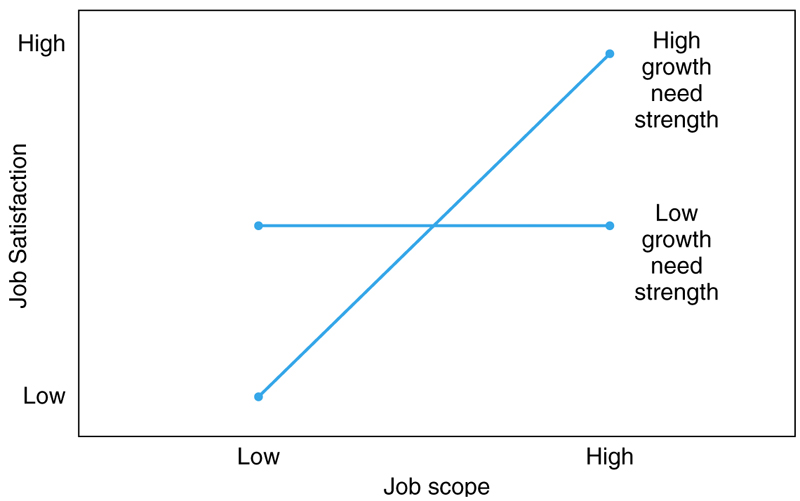 High
Job Satisfaction
Low
High
growth
need
strength
Low
growth
need
strength
Low
High
Job scope